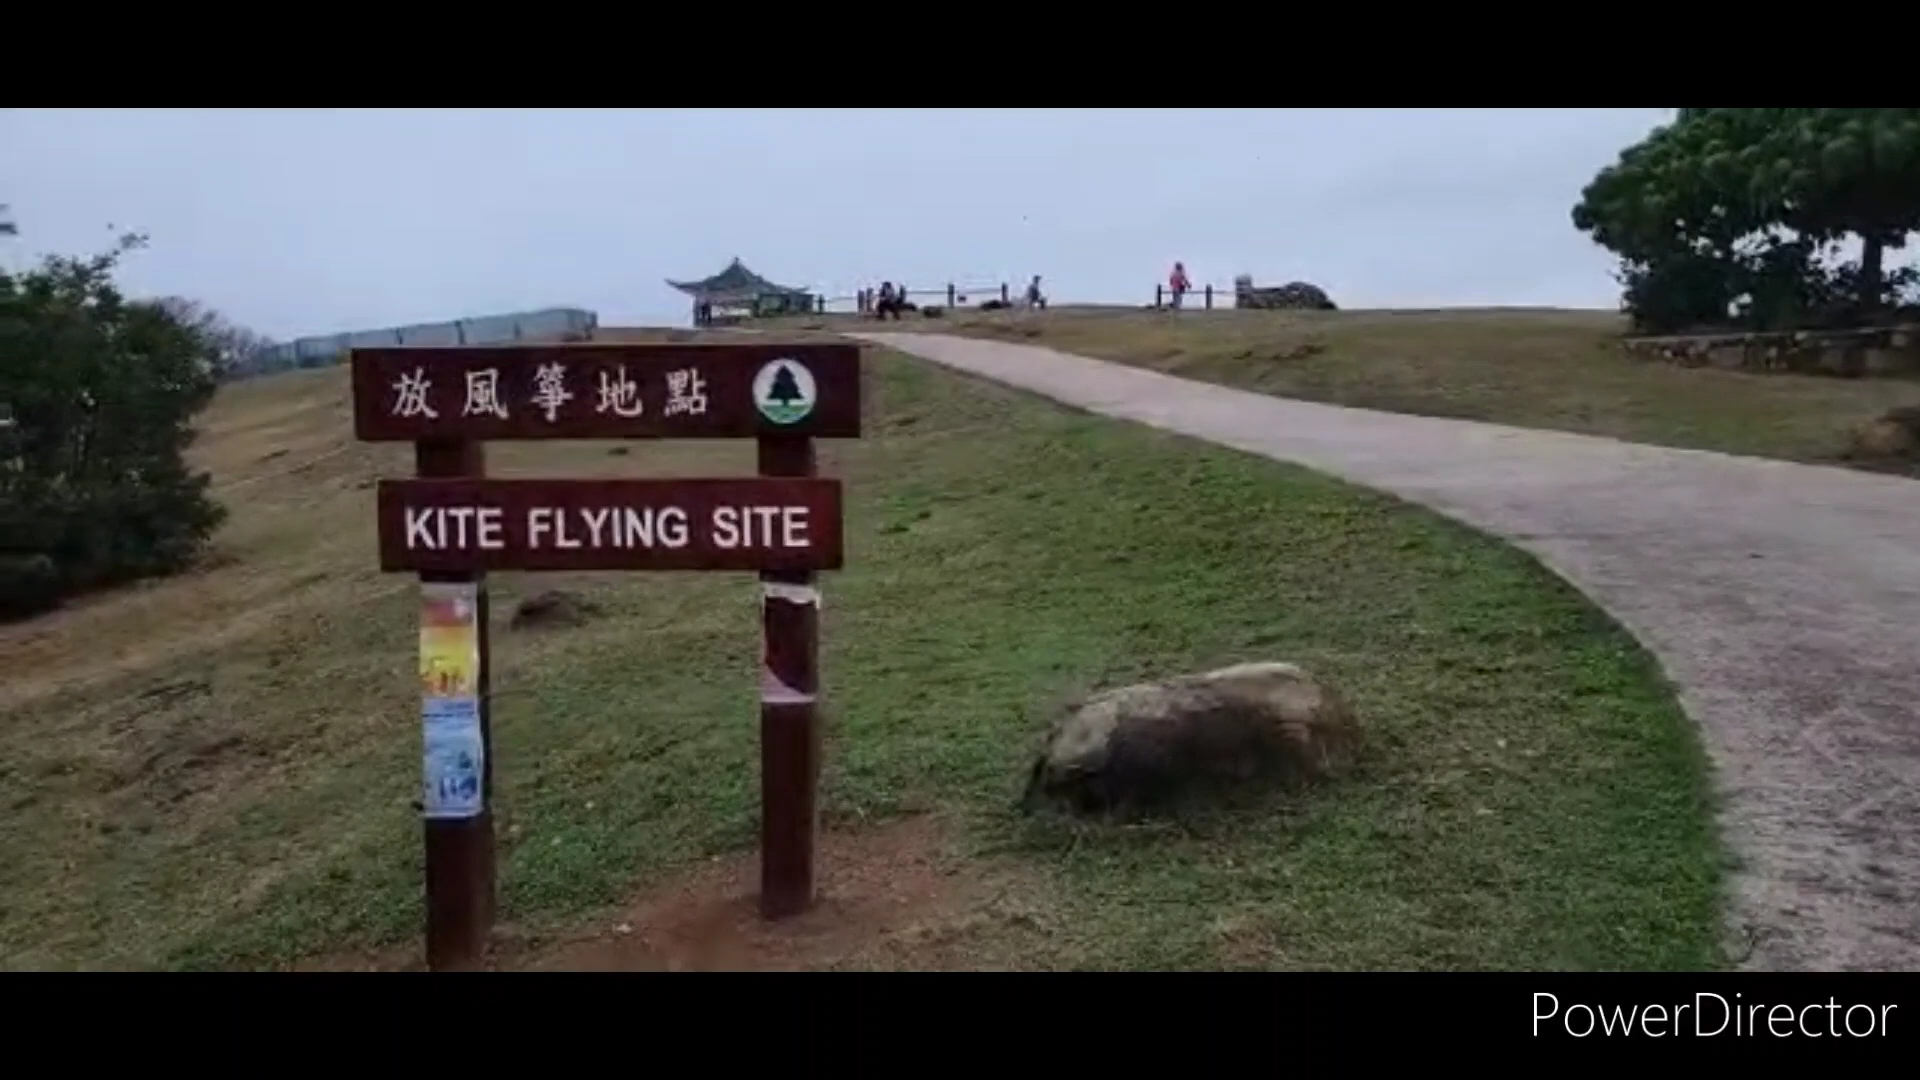 放風箏地點
KITE FLYING SITE
PowerDirector